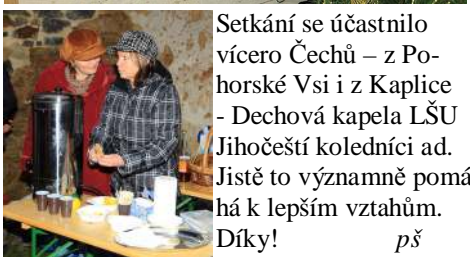 Setkání se účastnilo
vícero Čechů – z Po-
horské Vsi i z Kaplice
- Dechová kapela LŠU
Jihočeští koledníci ad.
Jistě to významně pomá
há k lepším vztahům.
Díky! pš